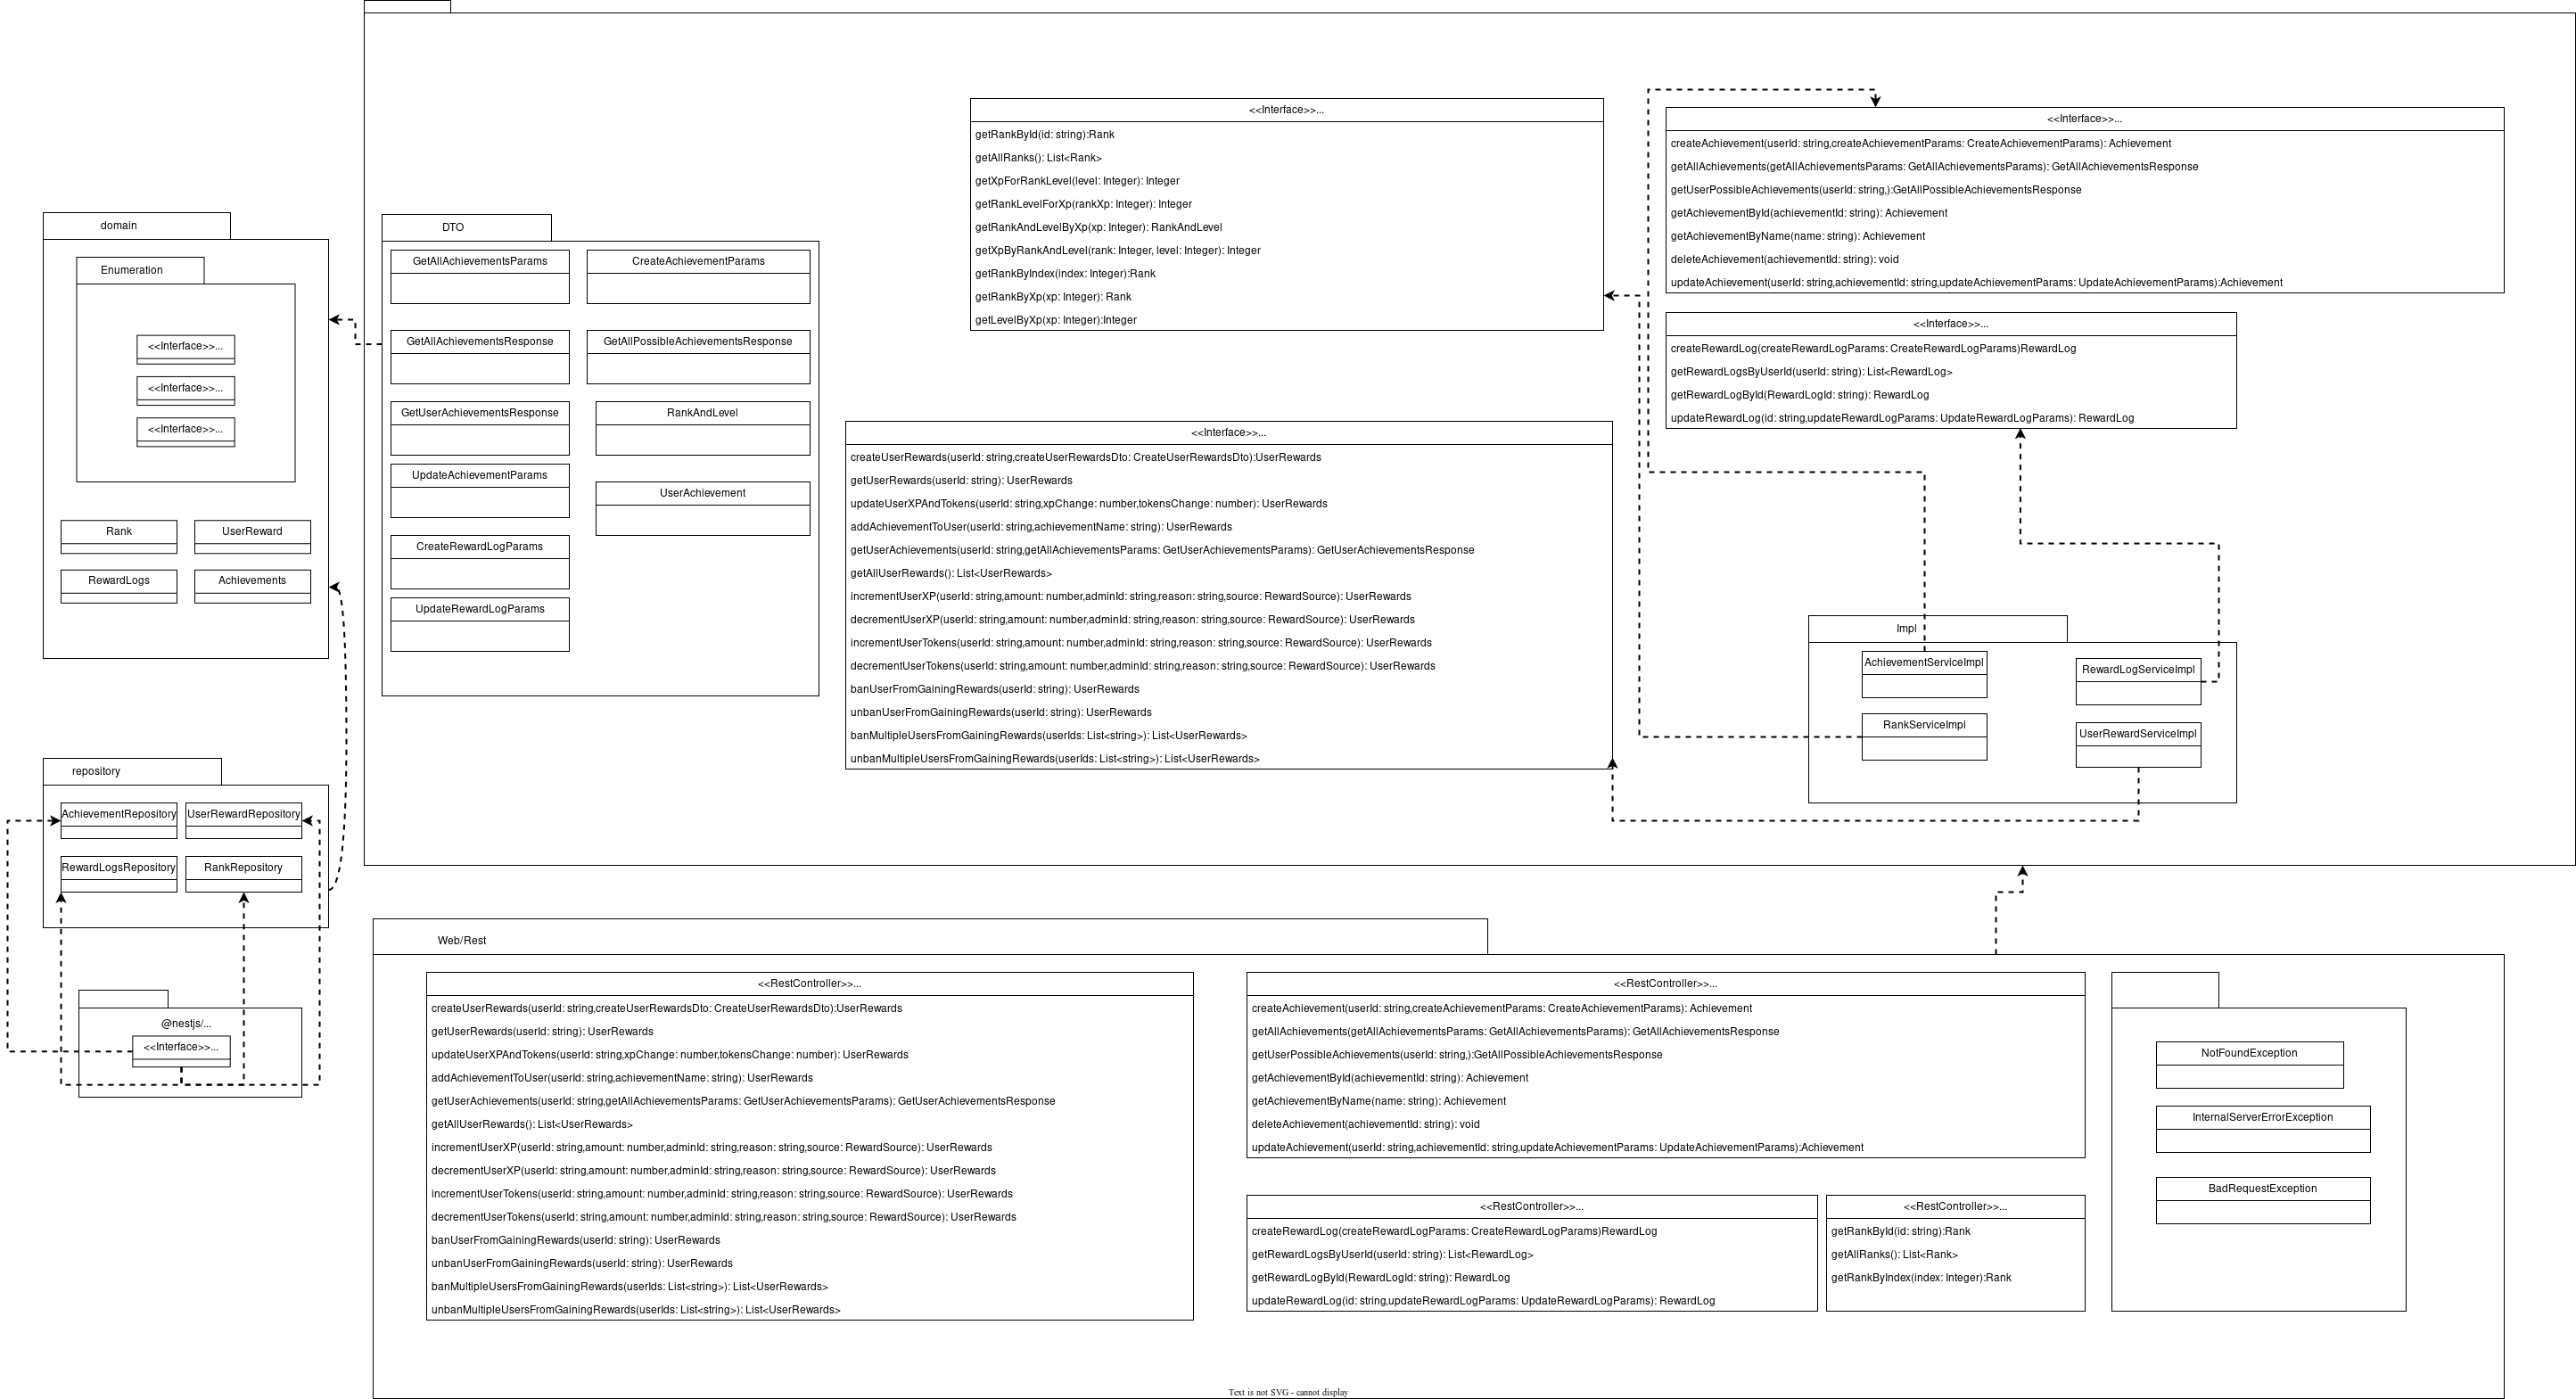 domain
Enumeration
<<Interface>>...
<<Interface>>...
<<Interface>>...
Rank
UserReward
RewardLogs
Achievements
repository
AchievementRepository
UserRewardRepository
RewardLogsRepository
RankRepository
@nestjs/...
<<Interface>>...
DTO
GetAllAchievementsParams
CreateAchievementParams
GetAllAchievementsResponse
GetAllPossibleAchievementsResponse
GetUserAchievementsResponse
RankAndLevel
UpdateAchievementParams
UserAchievement
CreateRewardLogParams
UpdateRewardLogParams
<<Interface>>...
getRankById(id: string):Rank
getAllRanks(): List<Rank>
getXpForRankLevel(level: Integer): Integer
getRankLevelForXp(rankXp: Integer): Integer
getRankAndLevelByXp(xp: Integer): RankAndLevel
getXpByRankAndLevel(rank: Integer, level: Integer): Integer
getRankByIndex(index: Integer):Rank
getRankByXp(xp: Integer): Rank
getLevelByXp(xp: Integer):Integer
<<Interface>>...
createUserRewards(userId: string,createUserRewardsDto: CreateUserRewardsDto):UserRewards
getUserRewards(userId: string): UserRewards
updateUserXPAndTokens(userId: string,xpChange: number,tokensChange: number): UserRewards
addAchievementToUser(userId: string,achievementName: string): UserRewards
getUserAchievements(userId: string,getAllAchievementsParams: GetUserAchievementsParams): GetUserAchievementsResponse
getAllUserRewards(): List<UserRewards>
incrementUserXP(userId: string,amount: number,adminId: string,reason: string,source: RewardSource): UserRewards
decrementUserXP(userId: string,amount: number,adminId: string,reason: string,source: RewardSource): UserRewards
incrementUserTokens(userId: string,amount: number,adminId: string,reason: string,source: RewardSource): UserRewards
decrementUserTokens(userId: string,amount: number,adminId: string,reason: string,source: RewardSource): UserRewards
banUserFromGainingRewards(userId: string): UserRewards
unbanUserFromGainingRewards(userId: string): UserRewards
banMultipleUsersFromGainingRewards(userIds: List<string>): List<UserRewards>
unbanMultipleUsersFromGainingRewards(userIds: List<string>): List<UserRewards>
<<Interface>>...
createAchievement(userId: string,createAchievementParams: CreateAchievementParams): Achievement
getAllAchievements(getAllAchievementsParams: GetAllAchievementsParams): GetAllAchievementsResponse
getUserPossibleAchievements(userId: string,):GetAllPossibleAchievementsResponse
getAchievementById(achievementId: string): Achievement
getAchievementByName(name: string): Achievement
deleteAchievement(achievementId: string): void
updateAchievement(userId: string,achievementId: string,updateAchievementParams: UpdateAchievementParams):Achievement
<<Interface>>...
createRewardLog(createRewardLogParams: CreateRewardLogParams)RewardLog
getRewardLogsByUserId(userId: string): List<RewardLog>
getRewardLogById(RewardLogId: string): RewardLog
updateRewardLog(id: string,updateRewardLogParams: UpdateRewardLogParams): RewardLog
Impl
AchievementServiceImpl
RewardLogServiceImpl
RankServiceImpl
UserRewardServiceImpl
Web/Rest
<<RestController>>...
createUserRewards(userId: string,createUserRewardsDto: CreateUserRewardsDto):UserRewards
getUserRewards(userId: string): UserRewards
updateUserXPAndTokens(userId: string,xpChange: number,tokensChange: number): UserRewards
addAchievementToUser(userId: string,achievementName: string): UserRewards
getUserAchievements(userId: string,getAllAchievementsParams: GetUserAchievementsParams): GetUserAchievementsResponse
getAllUserRewards(): List<UserRewards>
incrementUserXP(userId: string,amount: number,adminId: string,reason: string,source: RewardSource): UserRewards
decrementUserXP(userId: string,amount: number,adminId: string,reason: string,source: RewardSource): UserRewards
incrementUserTokens(userId: string,amount: number,adminId: string,reason: string,source: RewardSource): UserRewards
decrementUserTokens(userId: string,amount: number,adminId: string,reason: string,source: RewardSource): UserRewards
banUserFromGainingRewards(userId: string): UserRewards
unbanUserFromGainingRewards(userId: string): UserRewards
banMultipleUsersFromGainingRewards(userIds: List<string>): List<UserRewards>
unbanMultipleUsersFromGainingRewards(userIds: List<string>): List<UserRewards>
<<RestController>>...
createAchievement(userId: string,createAchievementParams: CreateAchievementParams): Achievement
getAllAchievements(getAllAchievementsParams: GetAllAchievementsParams): GetAllAchievementsResponse
getUserPossibleAchievements(userId: string,):GetAllPossibleAchievementsResponse
getAchievementById(achievementId: string): Achievement
getAchievementByName(name: string): Achievement
deleteAchievement(achievementId: string): void
updateAchievement(userId: string,achievementId: string,updateAchievementParams: UpdateAchievementParams):Achievement
<<RestController>>...
createRewardLog(createRewardLogParams: CreateRewardLogParams)RewardLog
getRewardLogsByUserId(userId: string): List<RewardLog>
getRewardLogById(RewardLogId: string): RewardLog
updateRewardLog(id: string,updateRewardLogParams: UpdateRewardLogParams): RewardLog
<<RestController>>...
getRankById(id: string):Rank
getAllRanks(): List<Rank>
getRankByIndex(index: Integer):Rank
NotFoundException
InternalServerErrorException
BadRequestException
Text is not SVG - cannot display